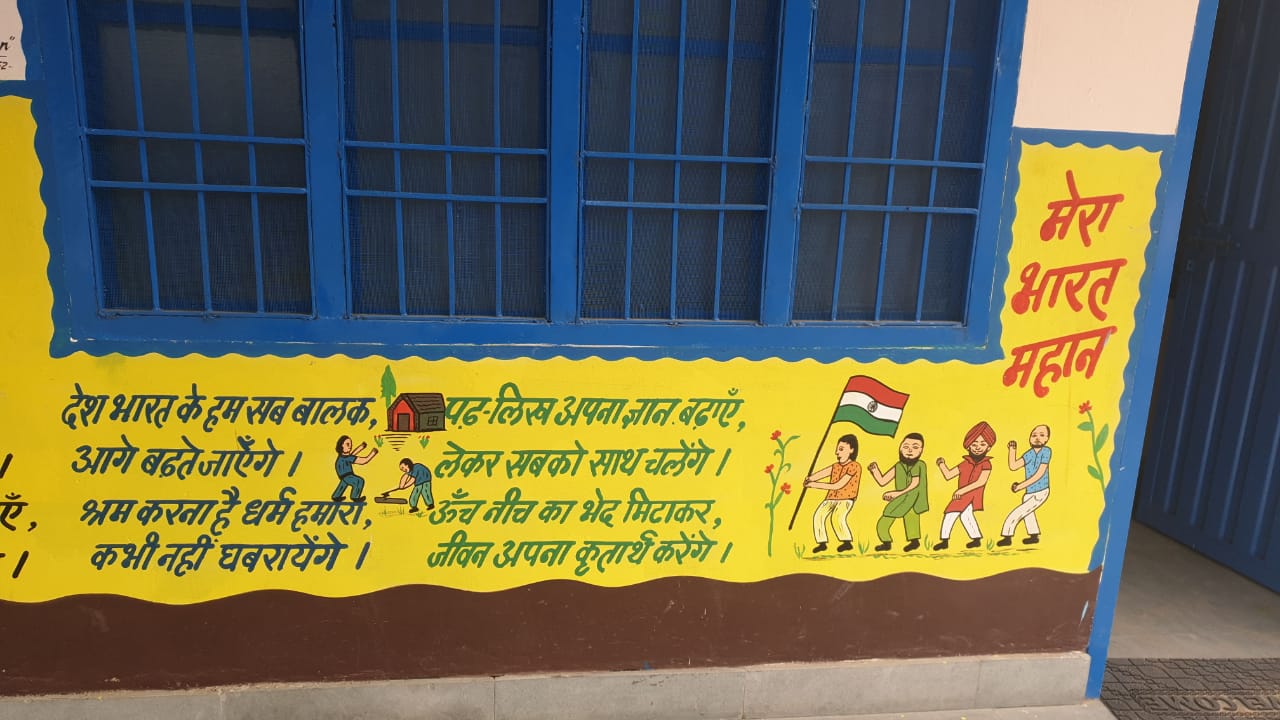 देश भारत के हम सब बालक,
आगे बढ़ते जाएँगे ।
श्रम करना है धर्म हमारा,
कभी नहीं घबरायेंगे ।
पढ़-लिख अपना ज्ञान बढ़ाएँ,
लेकर सबको साथ चलेंगे ।
ऊँच नीच का भेद मिटाकर,
जीवन अपना कृतार्थ करेंगे ।
मेरा
भारत
महान